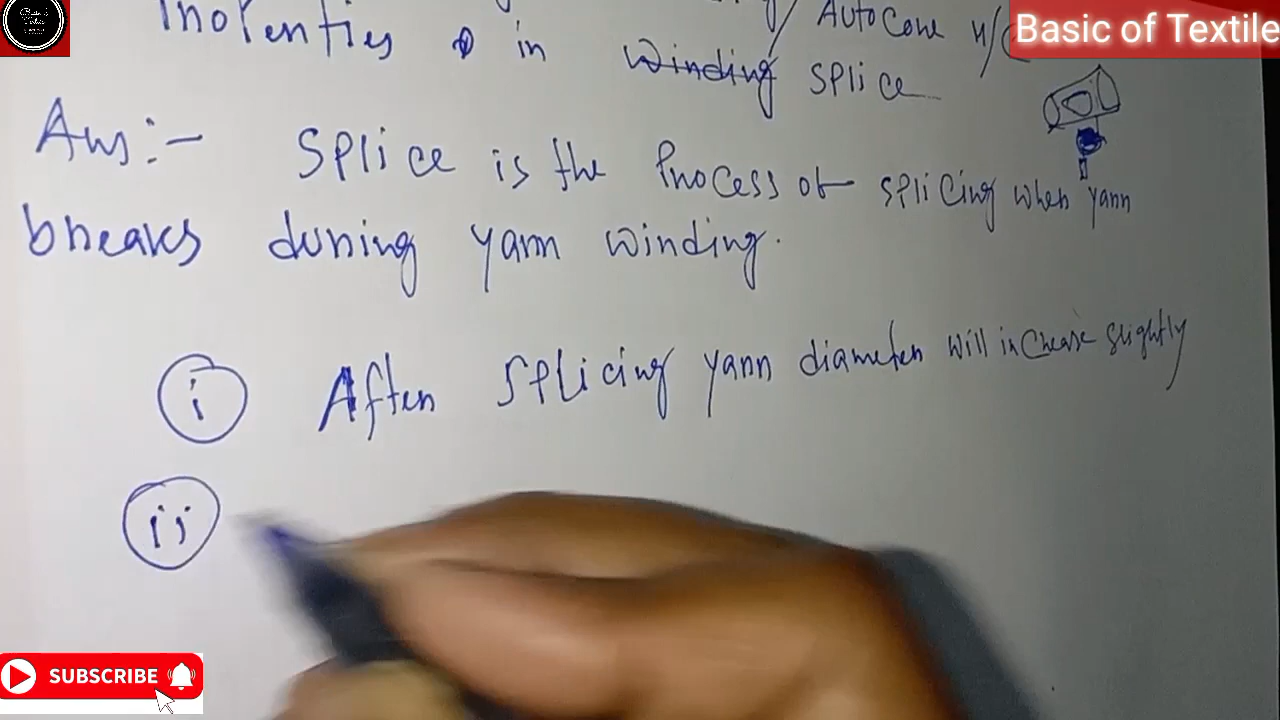 AutoCone M/C
Basic of Textile
in Winding Splice
Ans:- Splice is the Process of splicing when yarn
breaks during yarn winding.
i After Splicing yarn diameter will increase slightly
ii
SUBSCRIBE